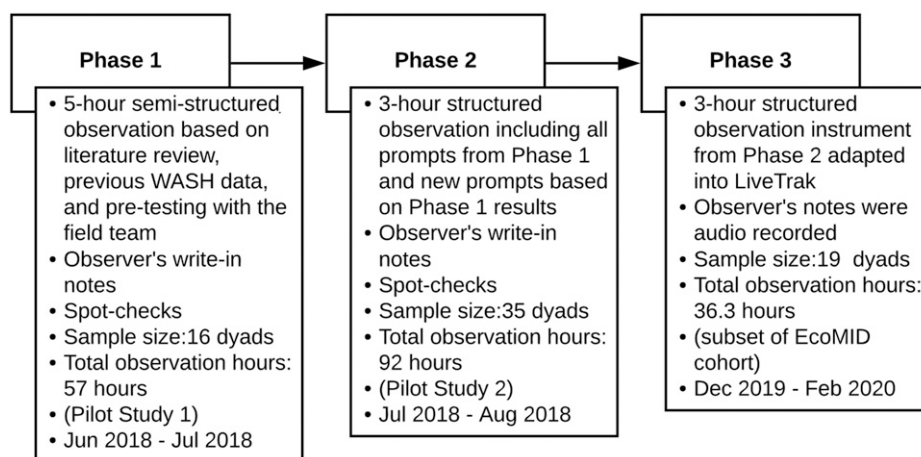 Phase 1
• 5-hour semi-structured
observation based on
literature review,
previous WASH data,
and pre-testing with the
field team
• Observer's write-in
notes
• Spot-checks
• Sample size:16 dyads
• Total observation hours:
57 hours
• (Pilot Study 1)
• Jun 2018 - Jul 2018
Phase 2
• 3-hour structured
observation including all
prompts from Phase 1
and new prompts based
on Phase 1 results
• Observer's write-in
notes
• Spot-checks
• Sample size:35 dyads
• Total observation hours:
92 hours
• (Pilot Study 2)
• Jul 2018 - Aug 2018
Phase 3
• 3-hour structured
observation instrument
from Phase 2 adapted
into LiveTrak
• Observer's notes were
audio recorded
• Sample size:19 dyads
• Total observation hours:
36.3 hours
• (subset of EcoMID
cohort)
• Dec 2019 - Feb 2020